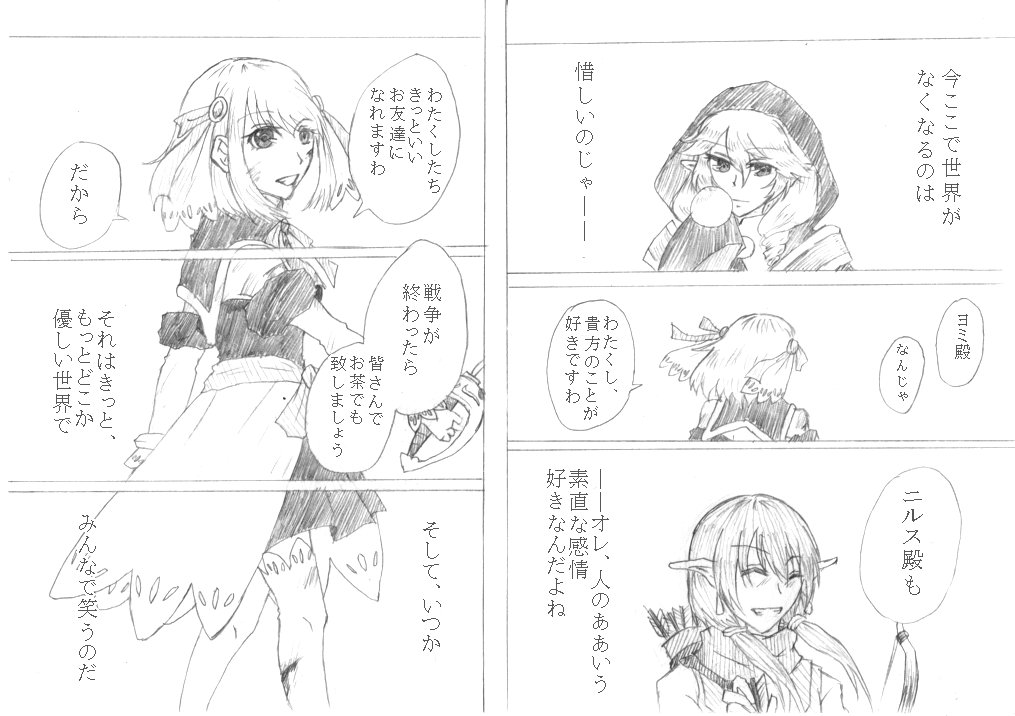 今ここで世界が
なくなるのは
惜しいのじゃ――
ヨミ殿
なんじゃ
わたくし、
貴方のことが
好きですわ
ニルス殿も
――オレ、人のああいう
素直な感情
好きなんだよね
わたくしたち
きっといい
お友達に
なれますわ
だから
戦争が
終わったら
皆さんで
お茶でも
致しましょう
それはきっと、
もっとどこか
優しい世界で
そして、いつか
みんなで笑うのだ